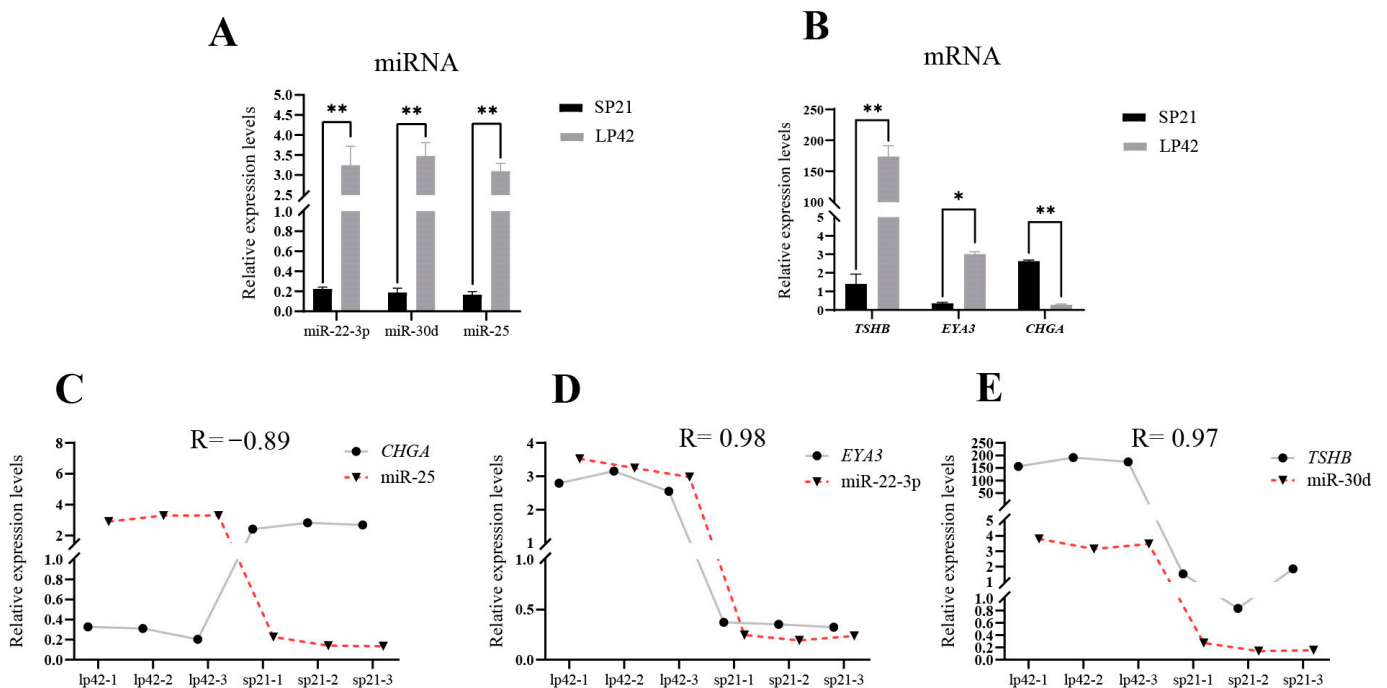 A
miRNA
Relative expression levels
5.0
4.5
4.0
3.5
3.0
2.5
1.0
0.8
0.6
0.4
0.2
0.0
** ** **
miR-22-3p miR-30d miR-25
SP21
LP42
B
mRNA
Relative expression levels
250
200
150
100
5
4
3
2
1
0
** * **
TSHB EYA3 CHGA
SP21
LP42
C
R= −0.89
CHGA
miR-25
Relative expression levels
8
6
4
2
1.0
0.8
0.6
0.4
0.2
0.0
lp42-1 lp42-2 lp42-3 sp21-1 sp21-2 sp21-3
D
R= 0.98
EYA3
miR-22-3p
Relative expression levels
4
3
2
1
1.0
0.5
0.0
lp42-1 lp42-2 lp42-3 sp21-1 sp21-2 sp21-3
E
R= 0.97
TSHB
miR-30d
Relative expression levels
250
200
150
100
50
5
4
3
2
1
1.0
0.8
0.6
0.4
0.2
0.0
lp42-1 lp42-2 lp42-3 sp21-1 sp21-2 sp21-3